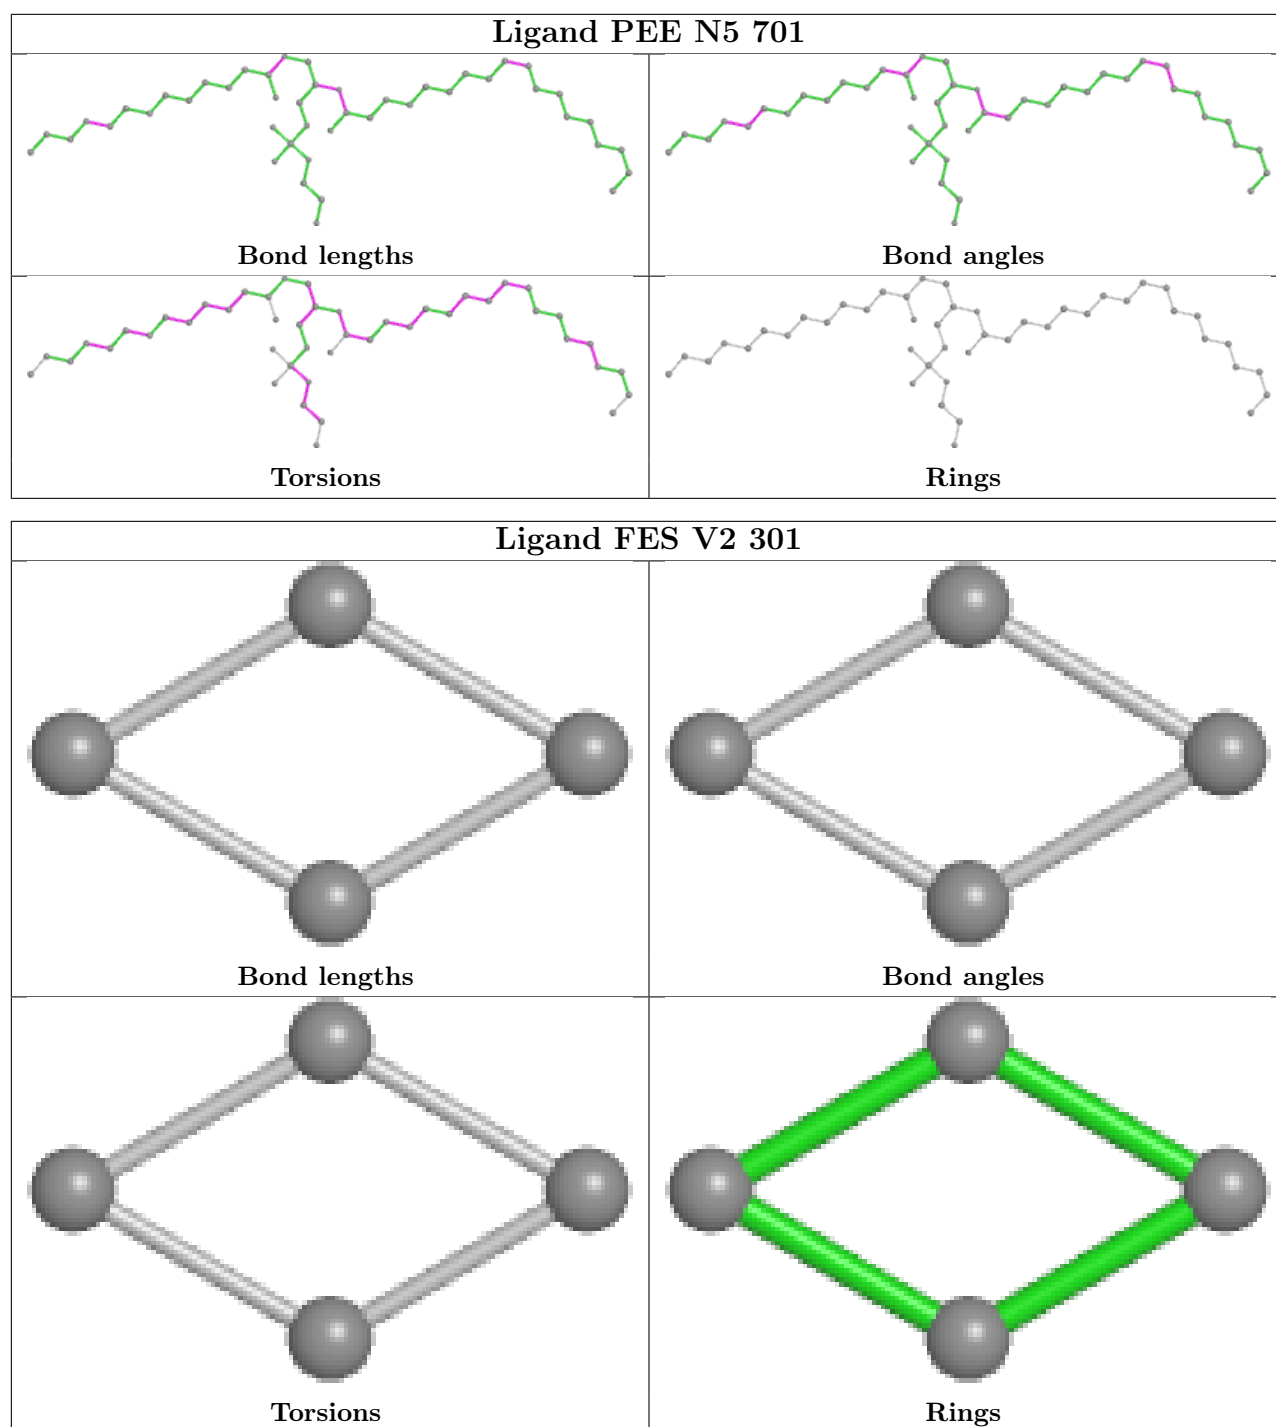 Ligand PEE N5 701
Bond lengths
Bond angles
Torsions
Rings
Ligand FES V2 301
Bond lengths
Bond angles
Torsions
Rings